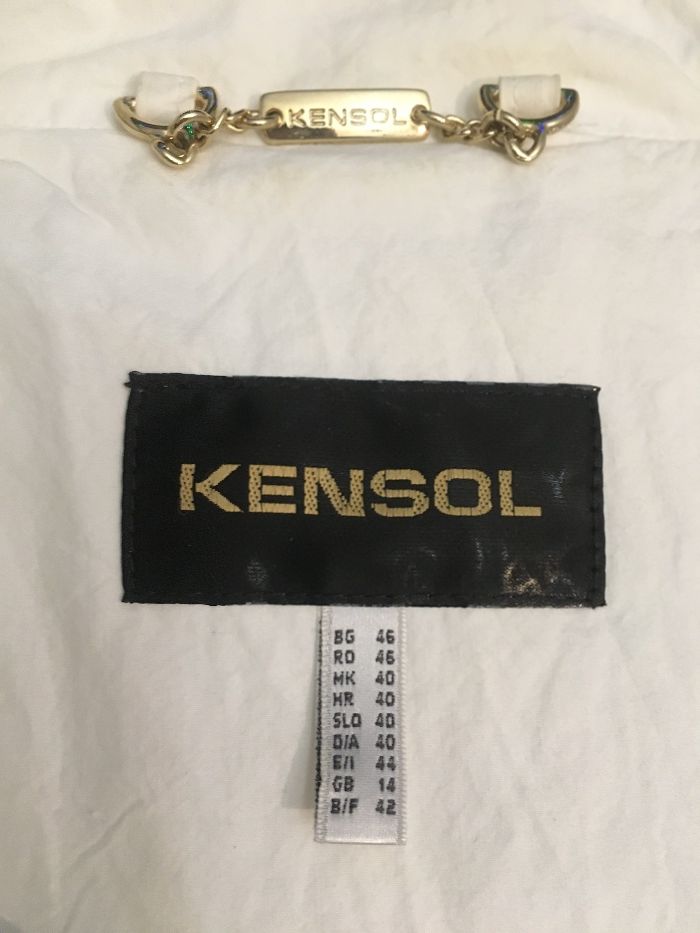 KENSOL
KENSOL
BG 46
RO 46
MK 40
HR 40
SLO 40
D/A 40
E/I 44
GB 14
B/F 42